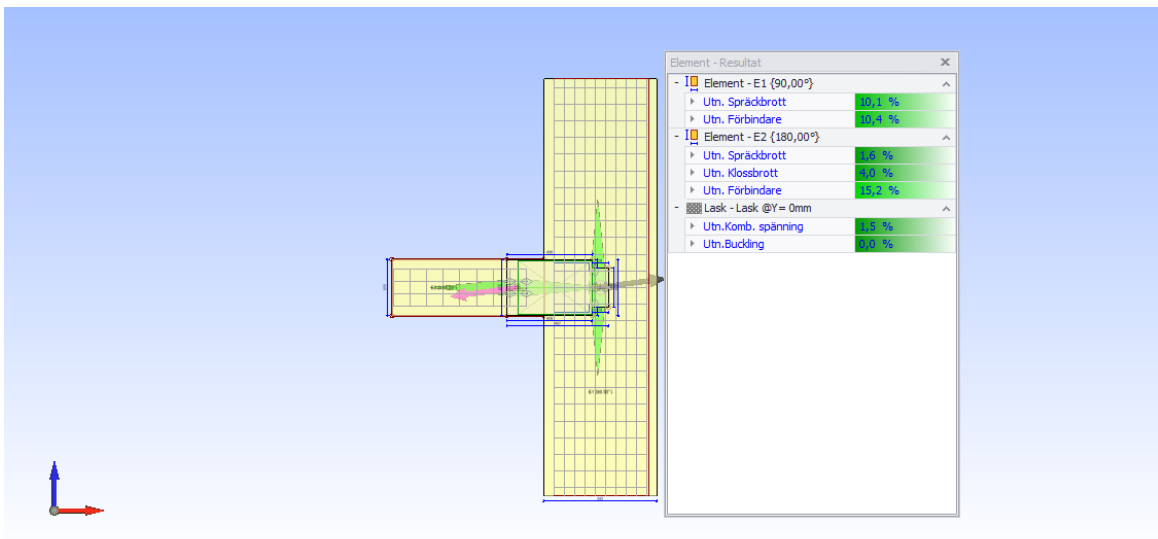 Element - Resultat
Element - E1 {90,00°}
Utn. Spräckbrott 10,1 %
Utn. Förbindare 10,4 %
Element - E2 {180,00°}
Utn. Spräckbrott 1,6 %
Utn. Klossbrott 4,0 %
Utn. Förbindare 15,2 %
Lask - Lask @Y= 0mm
Utn.Komb. spänning 1,5 %
Utn.Buckling 0,0 %